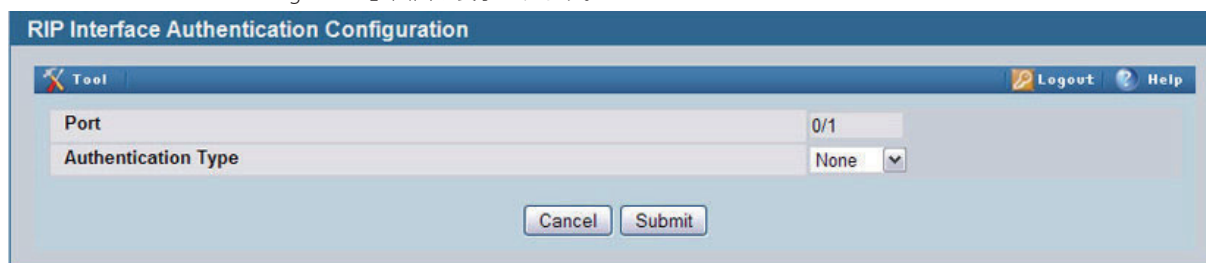 RIP Interface Authentication Configuration
Tool Logout Help
Port 0/1
Authentication Type None
Cancel Submit